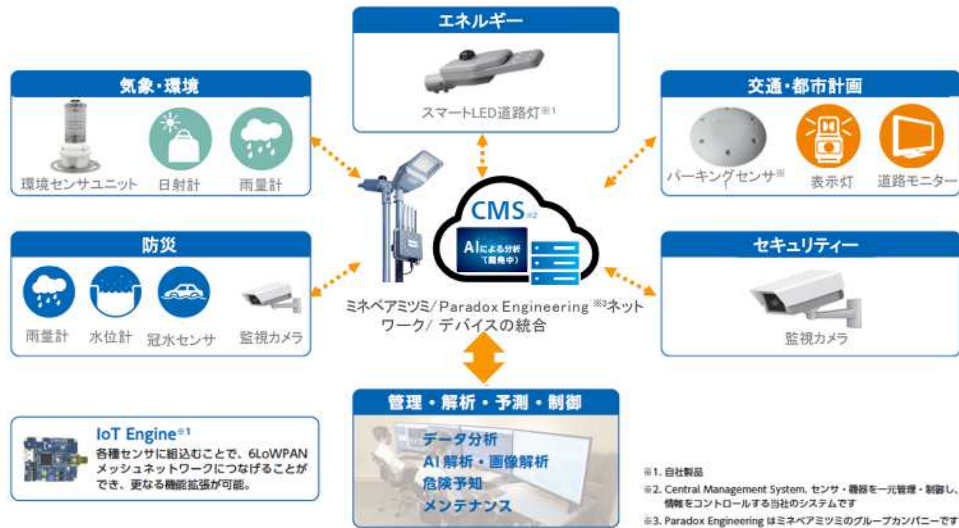 エネルギー
スマートLED道路灯※1
気象・環境
環境センサユニット
日射計
雨量計
交通・都市計画
パーキングセンサ※
表示灯
道路モニター
CMS※2
AIによる分析
(開発中)
防災
雨量計
水位計
冠水センサ
監視カメラ
セキュリティー
監視カメラ
ミネベアミツミ/Paradox Engineering ※3ネット
ワーク/ デバイスの統合
管理・解析・予測・制御
データ分析
AI解析・画像解析
危険予知
メンテナンス
IoT Engine※1
各種センサに組込むことで、6LoWPAN
メッシュネットワークにつなげることが
でき、更なる機能拡張が可能。
※1. 自社製品
※2. Central Management System. センサ・機器を一元管理・制御し、
情報をコントロールする当社のシステムです
※3. Paradox Engineering はミネベアミツミのグループカンパニーです